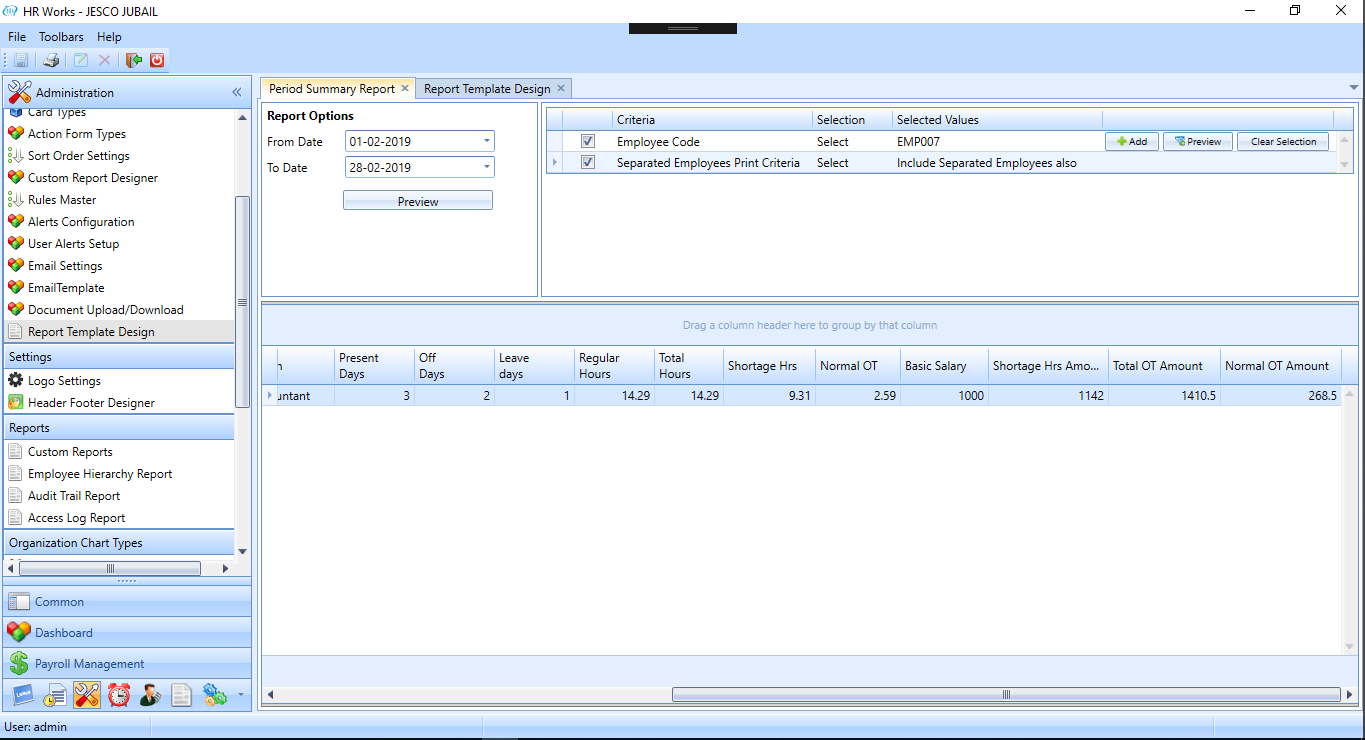 HR Works - JESCO JUBAIL
File Toolbars Help
Administration
Card Types
Action Form Types
Sort Order Settings
Custom Report Designer
Rules Master
Alerts Configuration
User Alerts Setup
Email Settings
EmailTemplate
Document Upload/Download
Report Template Design
Settings
Logo Settings
Header Footer Designer
Reports
Custom Reports
Employee Hierarchy Report
Audit Trail Report
Access Log Report
Organization Chart Types
Common
Dashboard
Payroll Management
Period Summary Report Report Template Design
Report Options
From Date 01-02-2019
To Date 28-02-2019
Preview
Criteria Selection Selected Values
Employee Code Select EMP007 Add Preview Clear Selection
Separated Employees Print Criteria Select Include Separated Employees also
Drag a column header here to group by that column
Present Off Leave Regular Total
Days Days days Hours Hours Shortage Hrs Normal OT Basic Salary Shortage Hrs Amo... Total OT Amount Normal OT Amount
untant 3 2 1 14.29 14.29 9.31 2.59 1000 1142 1410.5 268.5
User: admin